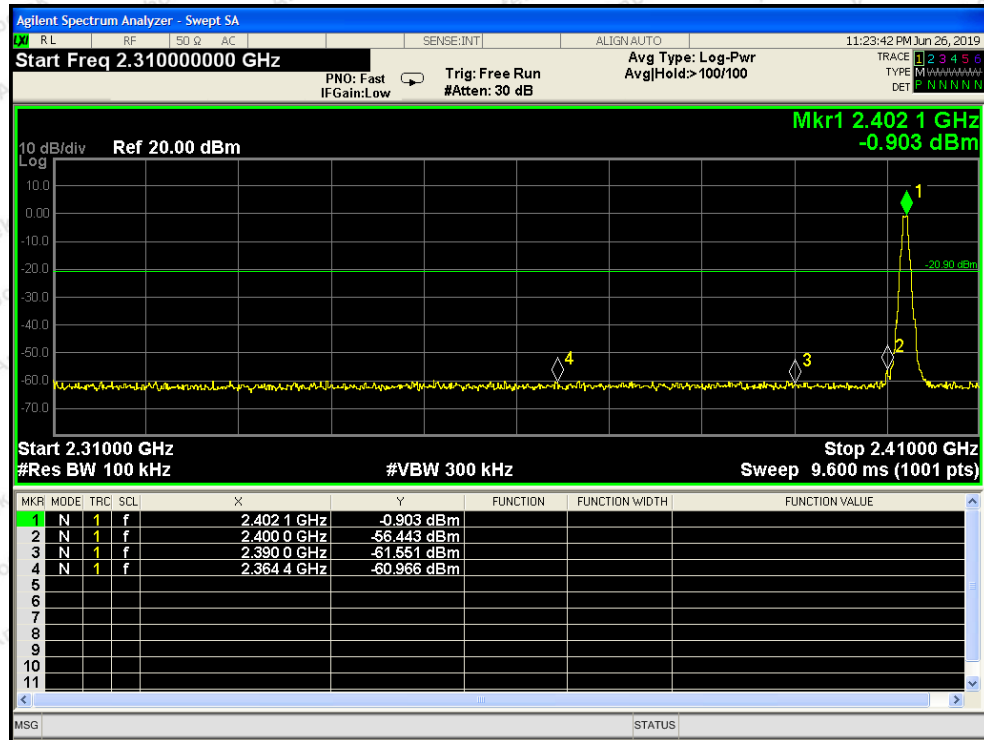 Agilent Spectrum Analyzer - Swept SA
LXI RL RF 50 Ω AC SENSE:INT ALIGN AUTO 11:23:42 PM Jun 26, 2019
Start Freq 2.310000000 GHz
PNO: Fast
IFGain:Low
Trig: Free Run
#Atten: 30 dB
Avg Type: Log-Pwr
Avg|Hold:> 100/100
TRACE 1 2 3 4 5 6
TYPE M W W W W W
DET P N N N N N
Mkr1 2.402 1 GHz
-0.903 dBm
10 dB/div Ref 20.00 dBm
Log
10.0
0.00
-10.0
-20.0
-30.0
-40.0
-50.0
-60.0
-70.0
1
-20.90 dBm
2
3
4
Start 2.31000 GHz Stop 2.41000 GHz
#Res BW 100 kHz #VBW 300 kHz Sweep 9.600 ms (1001 pts)
MKR MODE TRC SCL X Y FUNCTION FUNCTION WIDTH FUNCTION VALUE
1 N 1 f 2.402 1 GHz -0.903 dBm
2 N 1 f 2.400 0 GHz -56.443 dBm
3 N 1 f 2.390 0 GHz -61.551 dBm
4 N 1 f 2.364 4 GHz -60.966 dBm
5
6
7
8
9
10
11
MSG STATUS